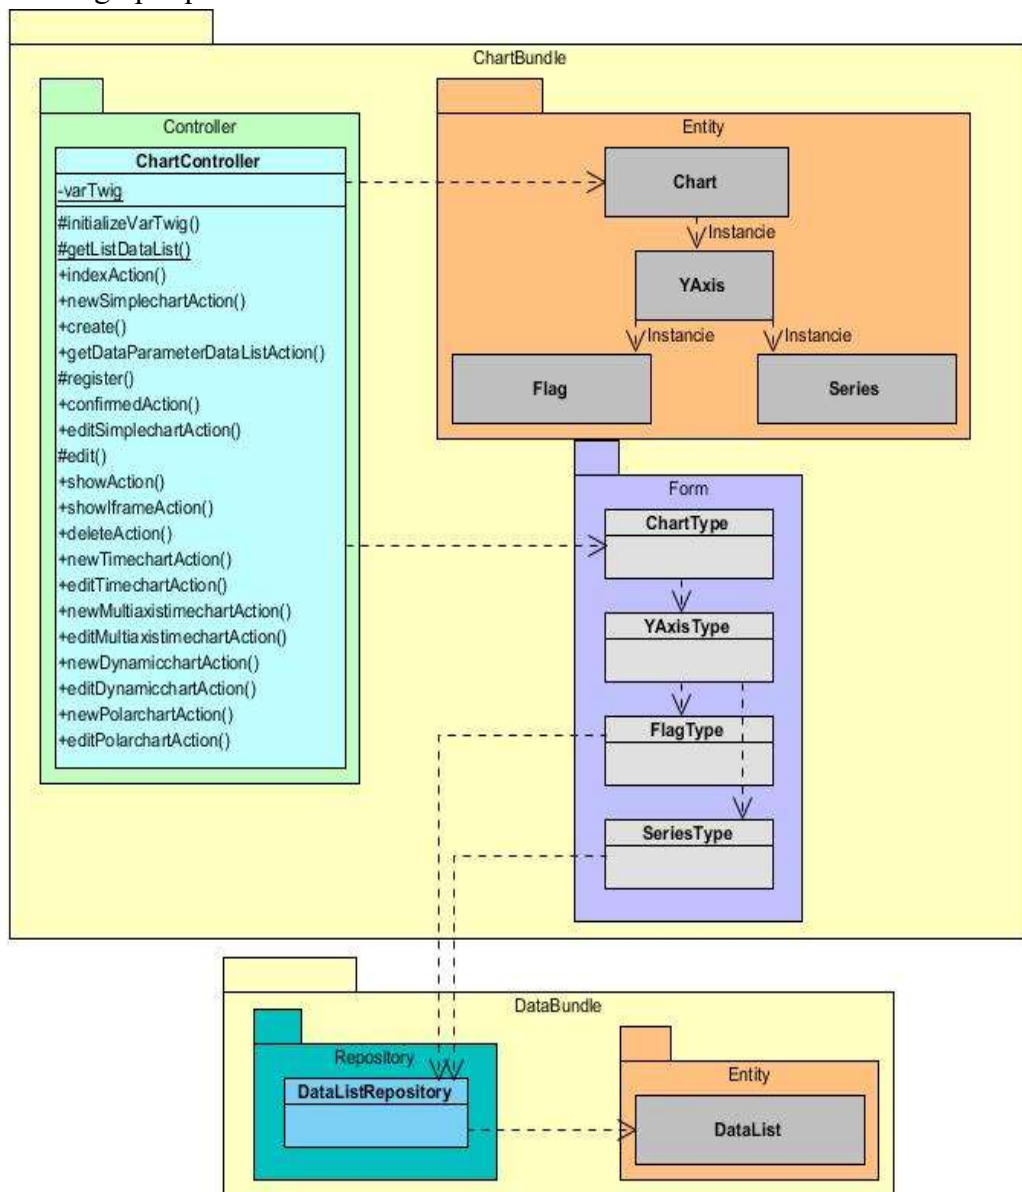 ChartBundle
Controller
ChartController
-varTwig
#initializeVarTwig()
#getListDataList()
+indexAction()
+newSimplechartAction()
+create()
+getDataParameterDataListAction()
#register()
+confirmedAction()
+editSimplechartAction()
#edit()
+showAction()
+showIframeAction()
+deleteAction()
+newTimechartAction()
+editTimechartAction()
+newMultiaxistimechartAction()
+editMultiaxistimechartAction()
+newDynamicchartAction()
+editDynamicchartAction()
+newPolarchartAction()
+editPolarchartAction()
Entity
Chart
Instancie
YAxis
Instancie
Instancie
Flag
Series
Form
ChartType
YAxisType
FlagType
SeriesType
DataBundle
Repository
DataListRepository
Entity
DataList